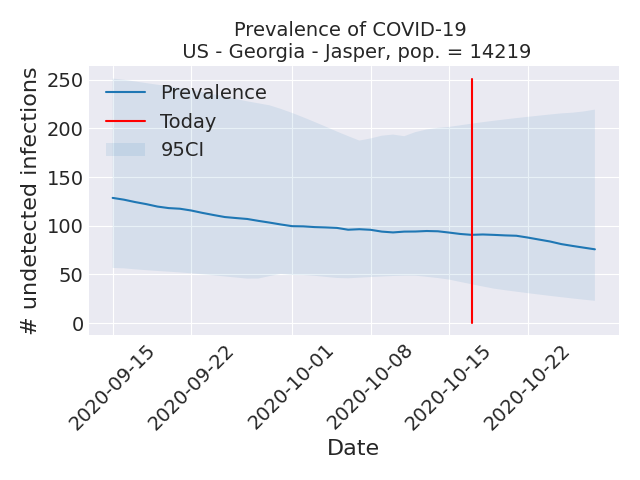 Prevalence of COVID-19
US - Georgia - Jasper, pop. = 14219
# undetected infections
250
200
150
100
50
0
Prevalence
Today
95CI
2020-09-15
2020-09-22
2020-10-01
2020-10-08
2020-10-15
2020-10-22
Date